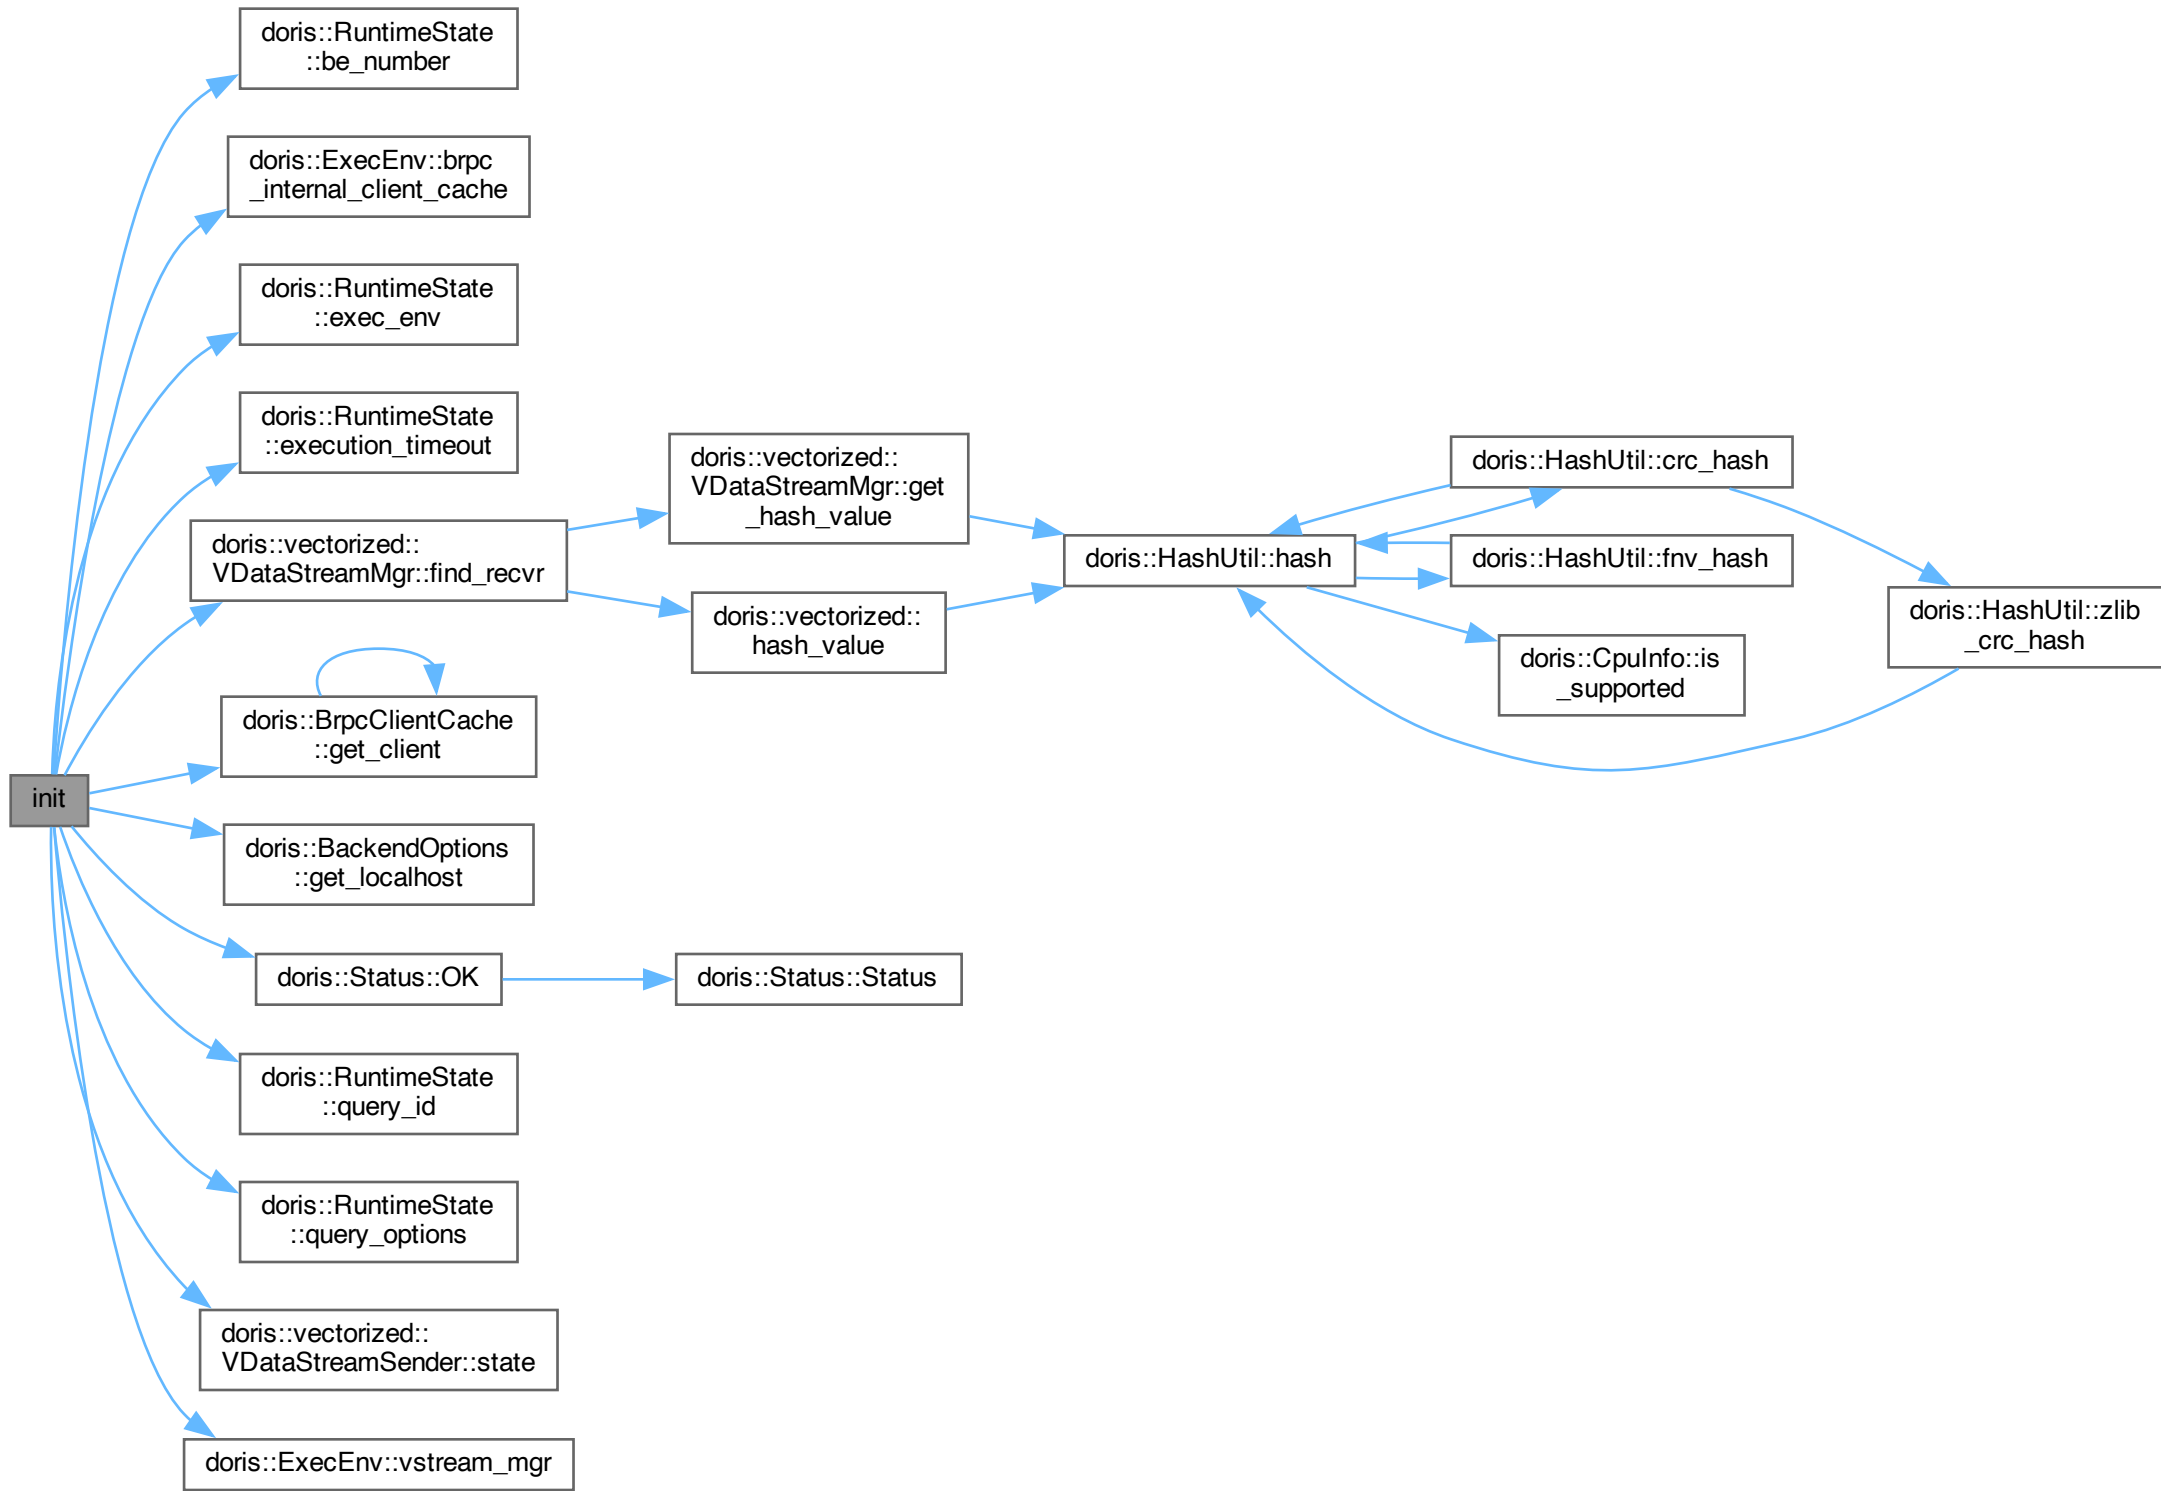 doris::RuntimeState
::be_number
doris::ExecEnv::brpc
_internal_client_cache
doris::RuntimeState
::exec_env
doris::RuntimeState
::execution_timeout
doris::vectorized::
VDataStreamMgr::find_recvr
doris::vectorized::
VDataStreamMgr::get
_hash_value
doris::vectorized::
hash_value
doris::HashUtil::hash
doris::HashUtil::crc_hash
doris::HashUtil::fnv_hash
doris::CpuInfo::is
_supported
doris::HashUtil::zlib
_crc_hash
doris::BrpcClientCache
::get_client
init
doris::BackendOptions
::get_localhost
doris::Status::OK
doris::Status::Status
doris::RuntimeState
::query_id
doris::RuntimeState
::query_options
doris::vectorized::
VDataStreamSender::state
doris::ExecEnv::vstream_mgr